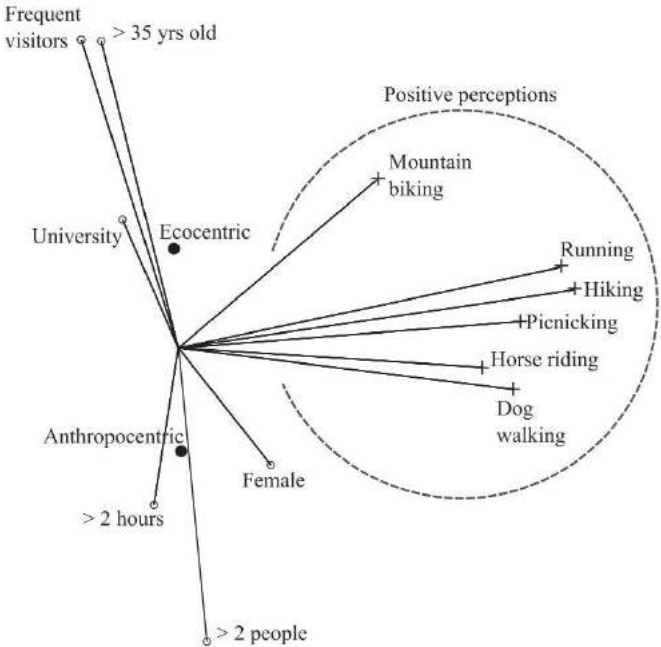 Frequent
visitors
> 35 yrs old
Positive perceptions
Mountain
biking
University
Ecocentric
Running
Hiking
Picnicking
Horse riding
Dog
walking
Anthropocentric
Female
> 2 hours
> 2 people